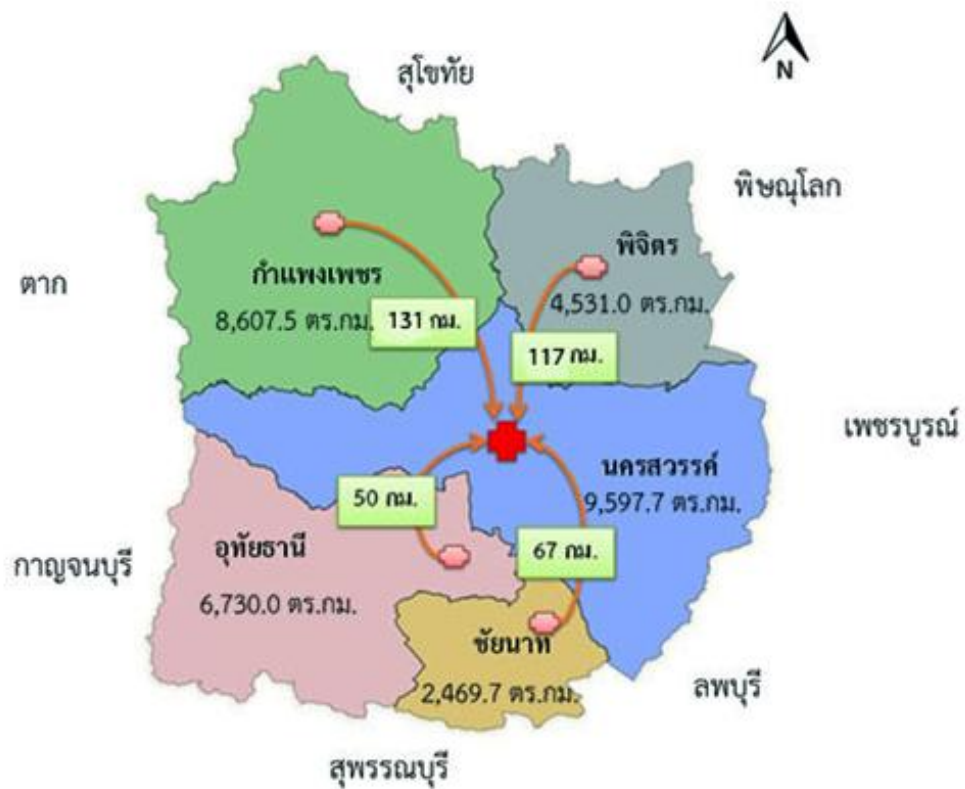 สุโขทัย
N
พิษณุโลก
พิจิตร
ตาก
กำแพงเพชร
4,531.0 ตร.กม.
8,607.5 ตร.กม.
131 กม.
117 กม.
เพชรบูรณ์
นครสวรรค์
50 กม.
9,597.7 ตร.กม.
อุทัยธานี
67 กม.
กาญจนบุรี
6,730.0 ตร.กม.
ชัยนาท
2,469.7 ตร.กม.
ลพบุรี
สุพรรณบุรี